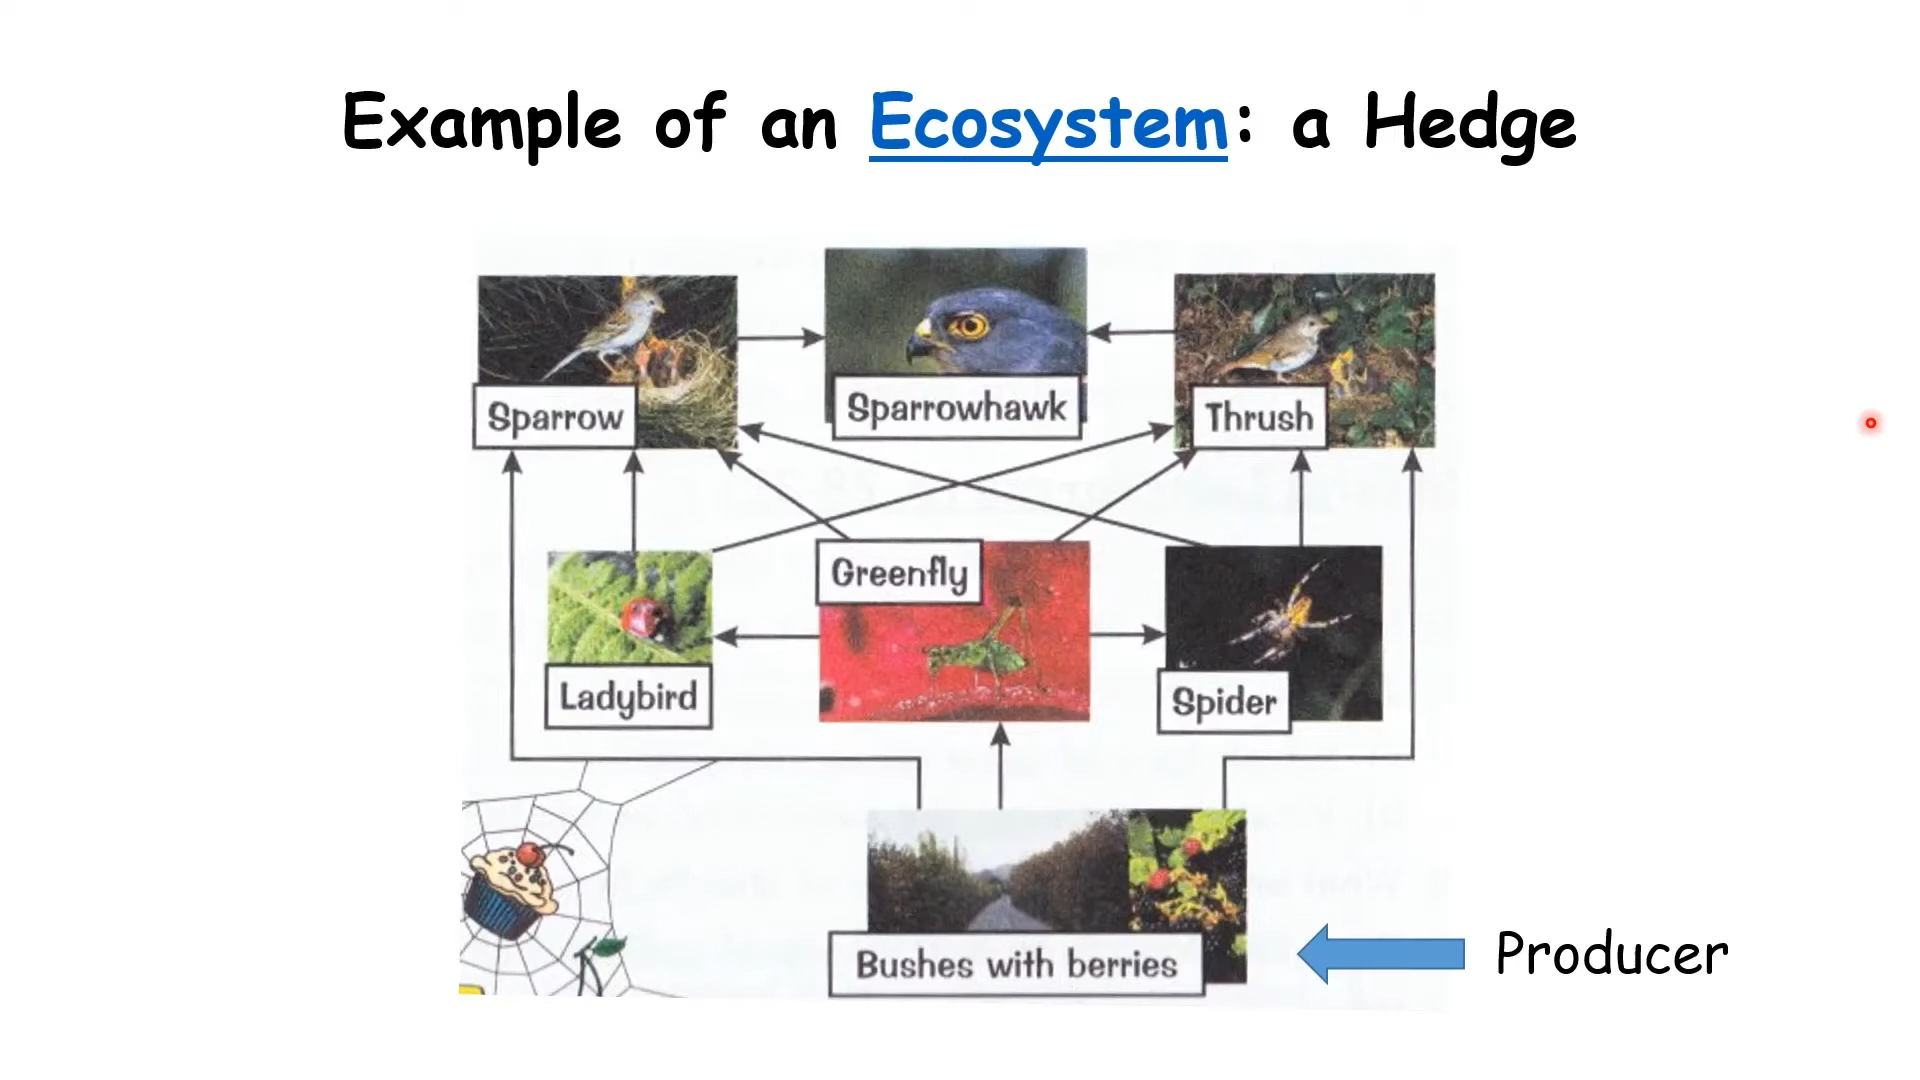 Example of an Ecosystem: a Hedge
Sparrow
Sparrowhawk
Thrush
Greenfly
Ladybird
Spider
Bushes with berries
Producer